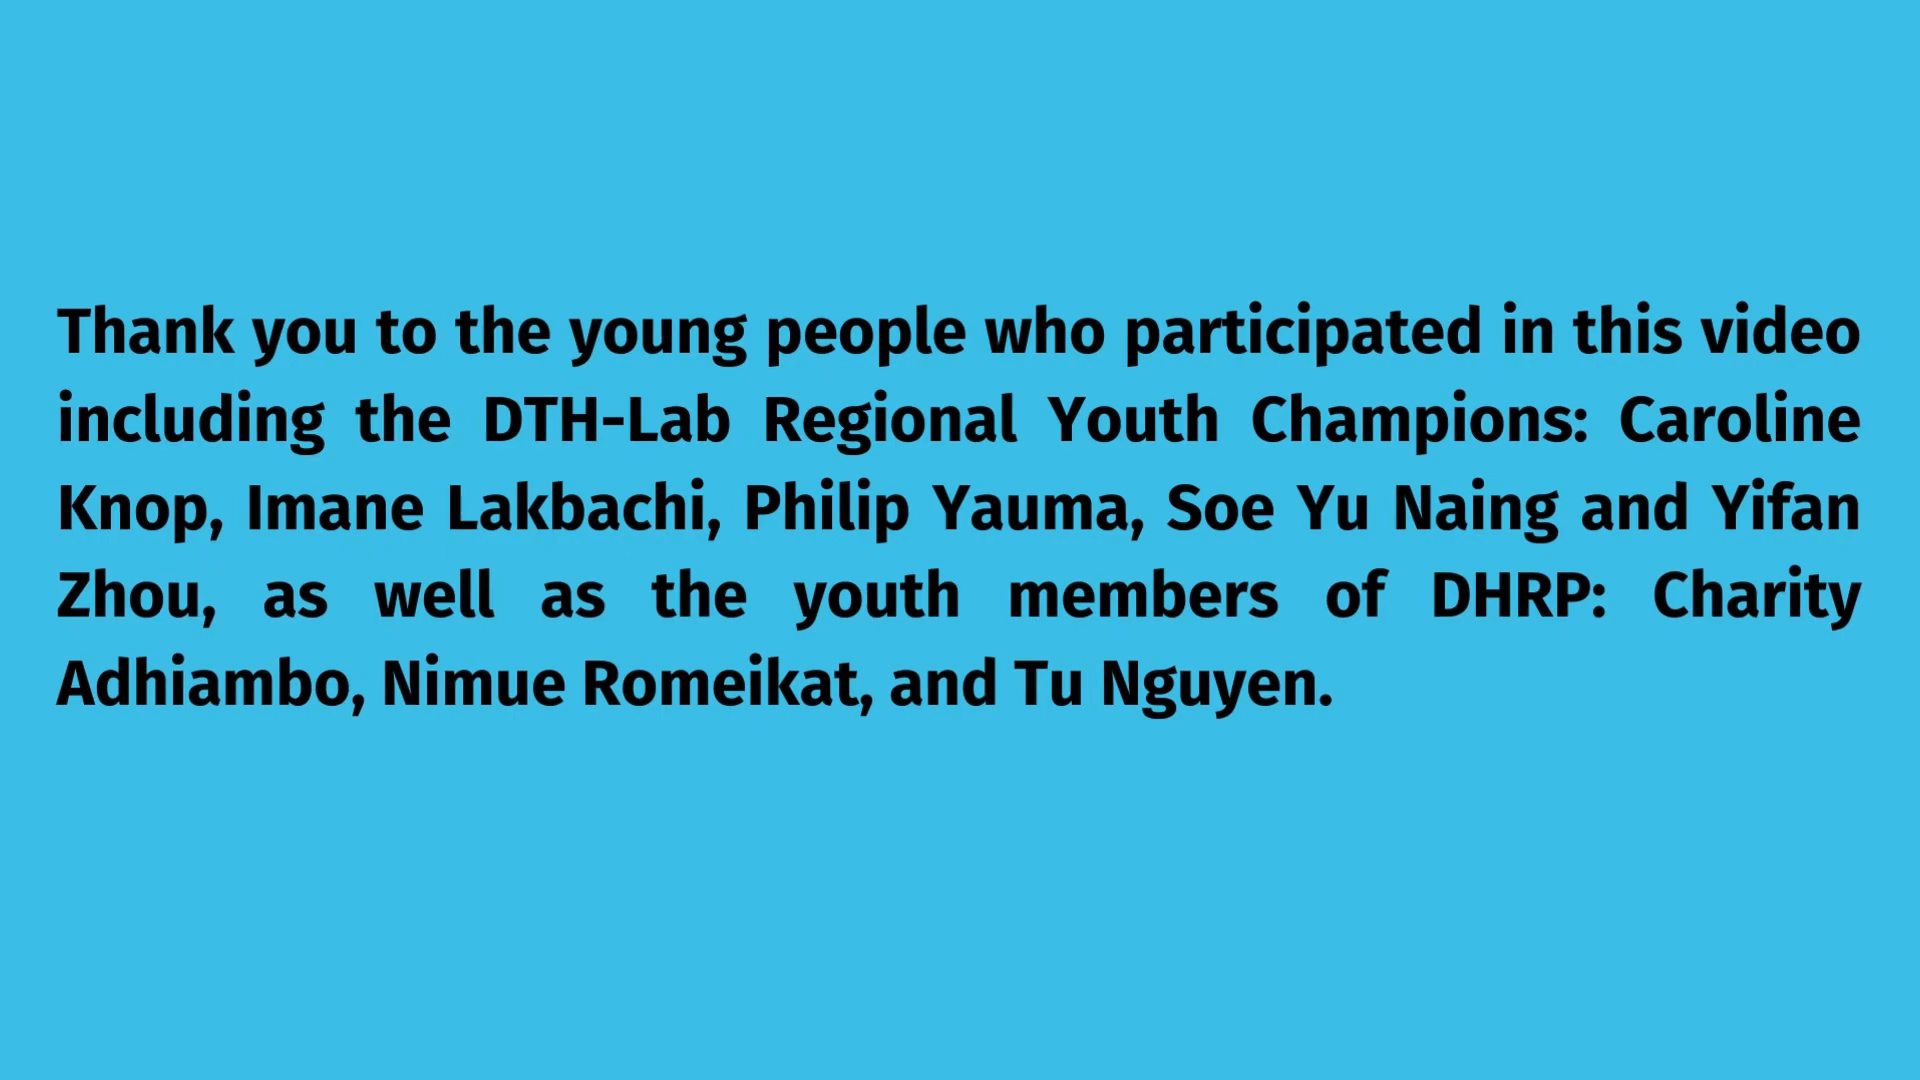 Thank you to the young people who participated in this video
including the DTH-Lab Regional Youth Champions: Caroline
Knop, Imane Lakbachi, Philip Yauma, Soe Yu Naing and Yifan
Zhou, as well as the youth members of DHRP: Charity
Adhiambo, Nimue Romeikat, and Tu Nguyen.